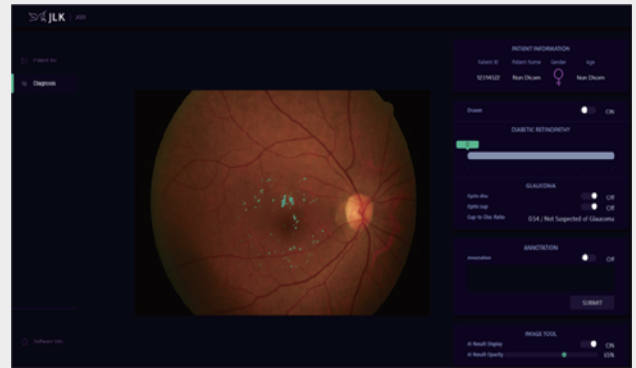 JLK
Patient list
Diagnosis
Software Info.
PATIENT INFORMATION
Patient ID Patient Name Gender Age
Non Dicom Non Dicom
Drusen ON
DIABETIC RETINOPATHY
GLAUCOMA
Optic disc Off
Optic cup Off
Cup to Disc Ratio 0.54 / Not Suspected of Glaucoma
ANNOTATION
Annotation Off
SUBMIT
IMAGE TOOL
AI Result Display ON
AI Result Opacity 65%